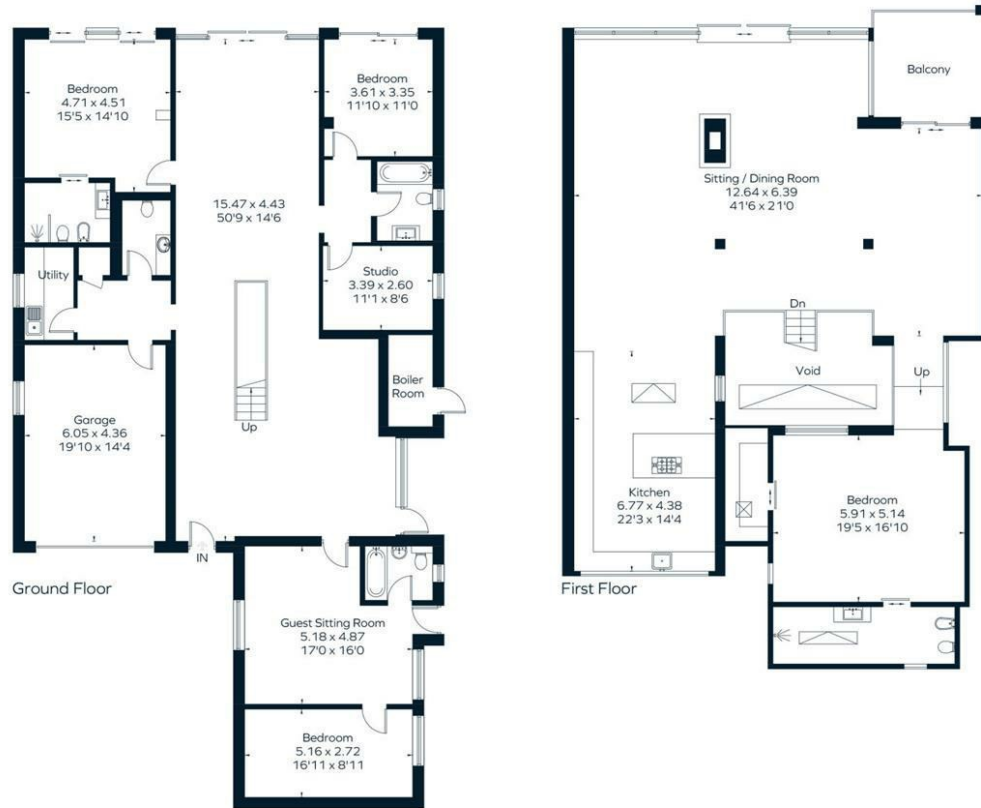 Bedroom
4.71 x 4.51
15'5 x 14'10
15.47 x 4.43
50'9 x 14'6
Bedroom
3.61 x 3.35
11'10 x 11'0
Utility
Studio
3.39 x 2.60
11'1 x 8'6
Boiler
Room
Up
Garage
6.05 x 4.36
19'10 x 14'4
IN
Ground Floor
Guest Sitting Room
5.18 x 4.87
17'0 x 16'0
Bedroom
5.16 x 2.72
16'11 x 8'11
Balcony
Sitting / Dining Room
12.64 x 6.39
41'6 x 21'0
Dn
Void
Up
Kitchen
6.77 x 4.38
22'3 x 14'4
Bedroom
5.91 x 5.14
19'5 x 16'10
First Floor